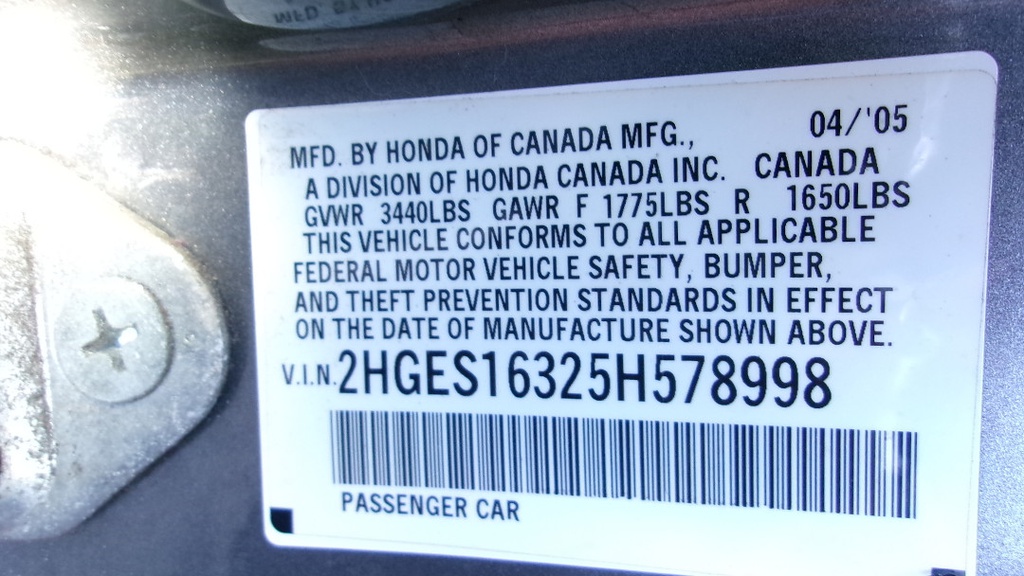 MFD. BY HONDA OF CANADA MFG., 04/'05
A DIVISION OF HONDA CANADA INC. CANADA
GVWR 3440LBS GAWR F 1775LBS R 1650LBS
THIS VEHICLE CONFORMS TO ALL APPLICABLE
FEDERAL MOTOR VEHICLE SAFETY, BUMPER,
AND THEFT PREVENTION STANDARDS IN EFFECT
ON THE DATE OF MANUFACTURE SHOWN ABOVE.
V.I.N. 2HGES16325H578998
PASSENGER CAR